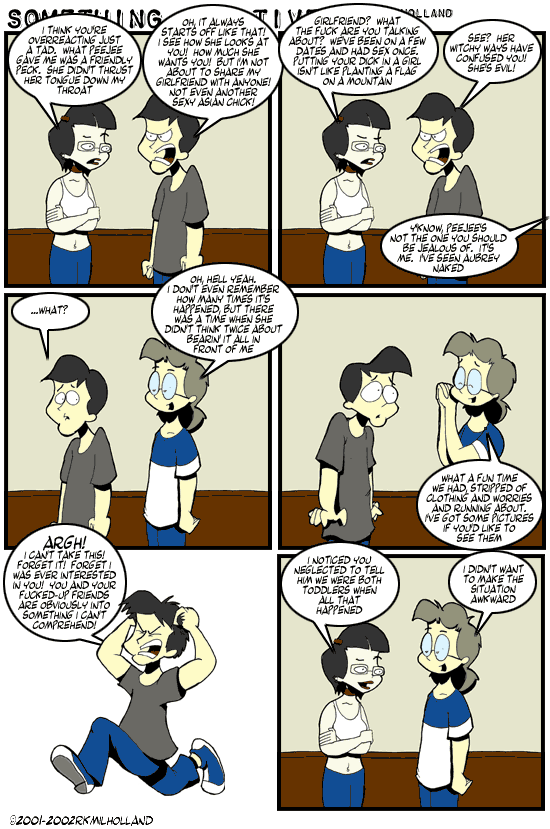 SOMETHING
HOLLAND
I THINK YOU'RE
OVERREACTING JUST
A TAD. WHAT PEEJEE
GAVE ME WAS A FRIENDLY
PECK. SHE DIDN'T THRUST
HER TONGUE DOWN MY
THROAT
OH, IT ALWAYS
STARTS OFF LIKE THAT!
I SEE HOW SHE LOOKS AT
YOU! HOW MUCH SHE
WANTS YOU! BUT I'M NOT
ABOUT TO SHARE MY
GIRLFRIEND WITH ANYONE!
NOT EVEN ANOTHER
SEXY ASIAN CHICK!
GIRLFRIEND? WHAT
THE FUCK ARE YOU TALKING
ABOUT? WE'VE BEEN ON A FEW
DATES AND HAD SEX ONCE.
PUTTING YOUR DICK IN A GIRL
ISN'T LIKE PLANTING A FLAG
ON A MOUNTAIN
SEE? HER
WITCHY WAYS HAVE
CONFUSED YOU!
SHE'S EVIL!
Y'KNOW, PEEJEE'S
NOT THE ONE YOU SHOULD
BE JEALOUS OF. IT'S
ME. I'VE SEEN AUBREY
NAKED
...WHAT?
OH, HELL YEAH.
I DON'T EVEN REMEMBER
HOW MANY TIMES IT'S
HAPPENED, BUT THERE
WAS A TIME WHEN SHE
DIDN'T THINK TWICE ABOUT
BEARIN' IT ALL IN
FRONT OF ME
WHAT A FUN TIME
WE HAD, STRIPPED OF
CLOTHING AND WORRIES
AND RUNNING ABOUT.
I'VE GOT SOME PICTURES
IF YOU'D LIKE TO
SEE THEM
ARGH!
I CAN'T TAKE THIS!
FORGET IT! FORGET I
WAS EVER INTERESTED
IN YOU! YOU AND YOUR
FUCKED-UP FRIENDS
ARE OBVIOUSLY INTO
SOMETHING I CAN'T
COMPREHEND!
I NOTICED YOU
NEGLECTED TO TELL
HIM WE WERE BOTH
TODDLERS WHEN
ALL THAT
HAPPENED
I DIDN'T WANT
TO MAKE THE
SITUATION
AWKWARD
©2001-2002RKMILHOLLAND